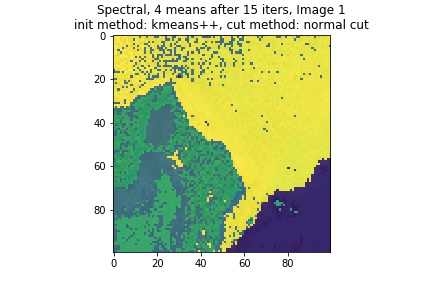 Spectral, 4 means after 15 iters, Image 1
init method: kmeans++, cut method: normal cut
0
20
40
60
80
0 20 40 60 80